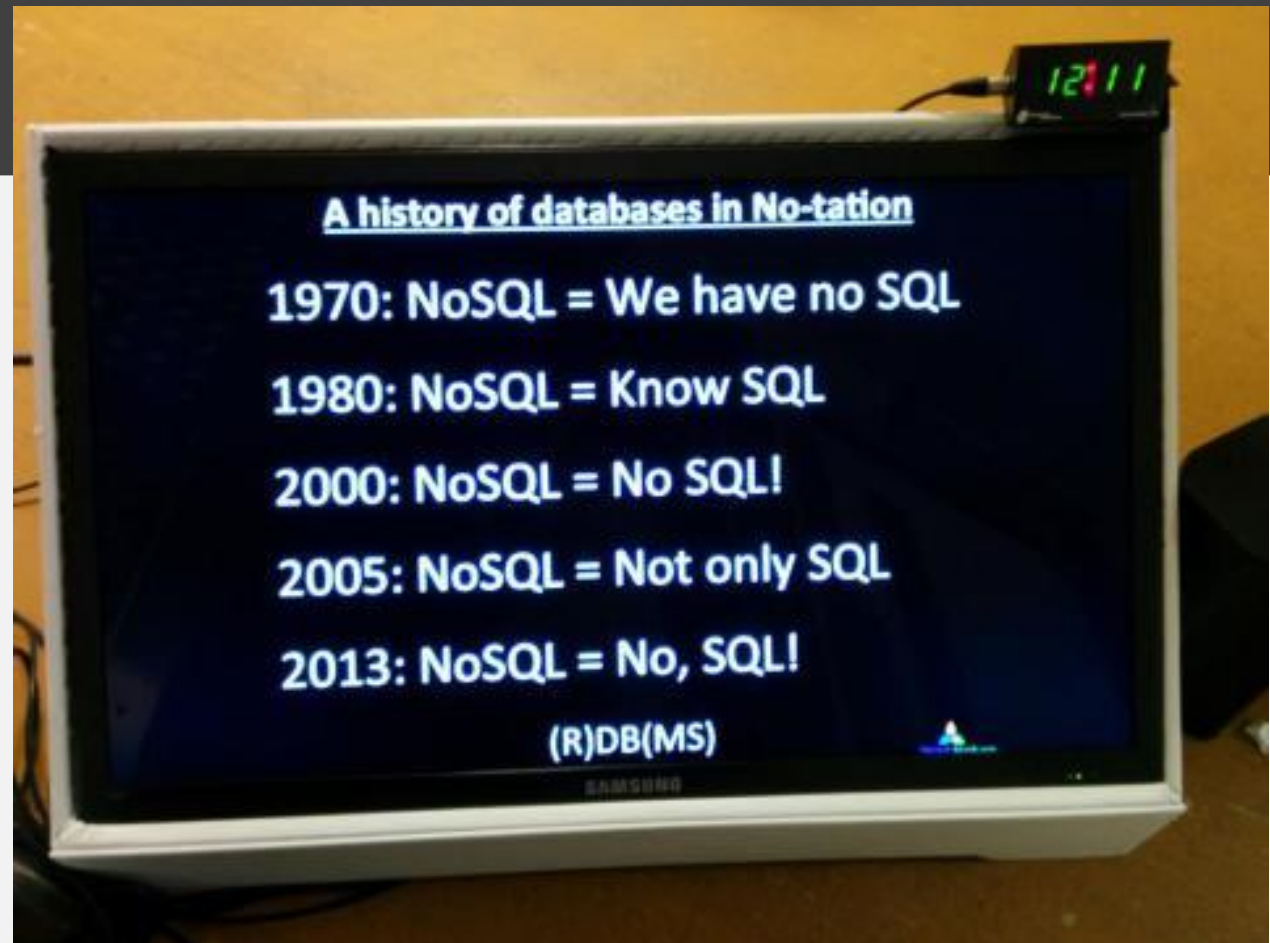 12:11
A history of databases in No-tation
1970: NoSQL = We have no SQL
1980: NoSQL = Know SQL
2000: NoSQL = No SQL!
2005: NoSQL = Not only SQL
2013: NoSQL = No, SQL!
(R)DB(MS)
SAMSUNG